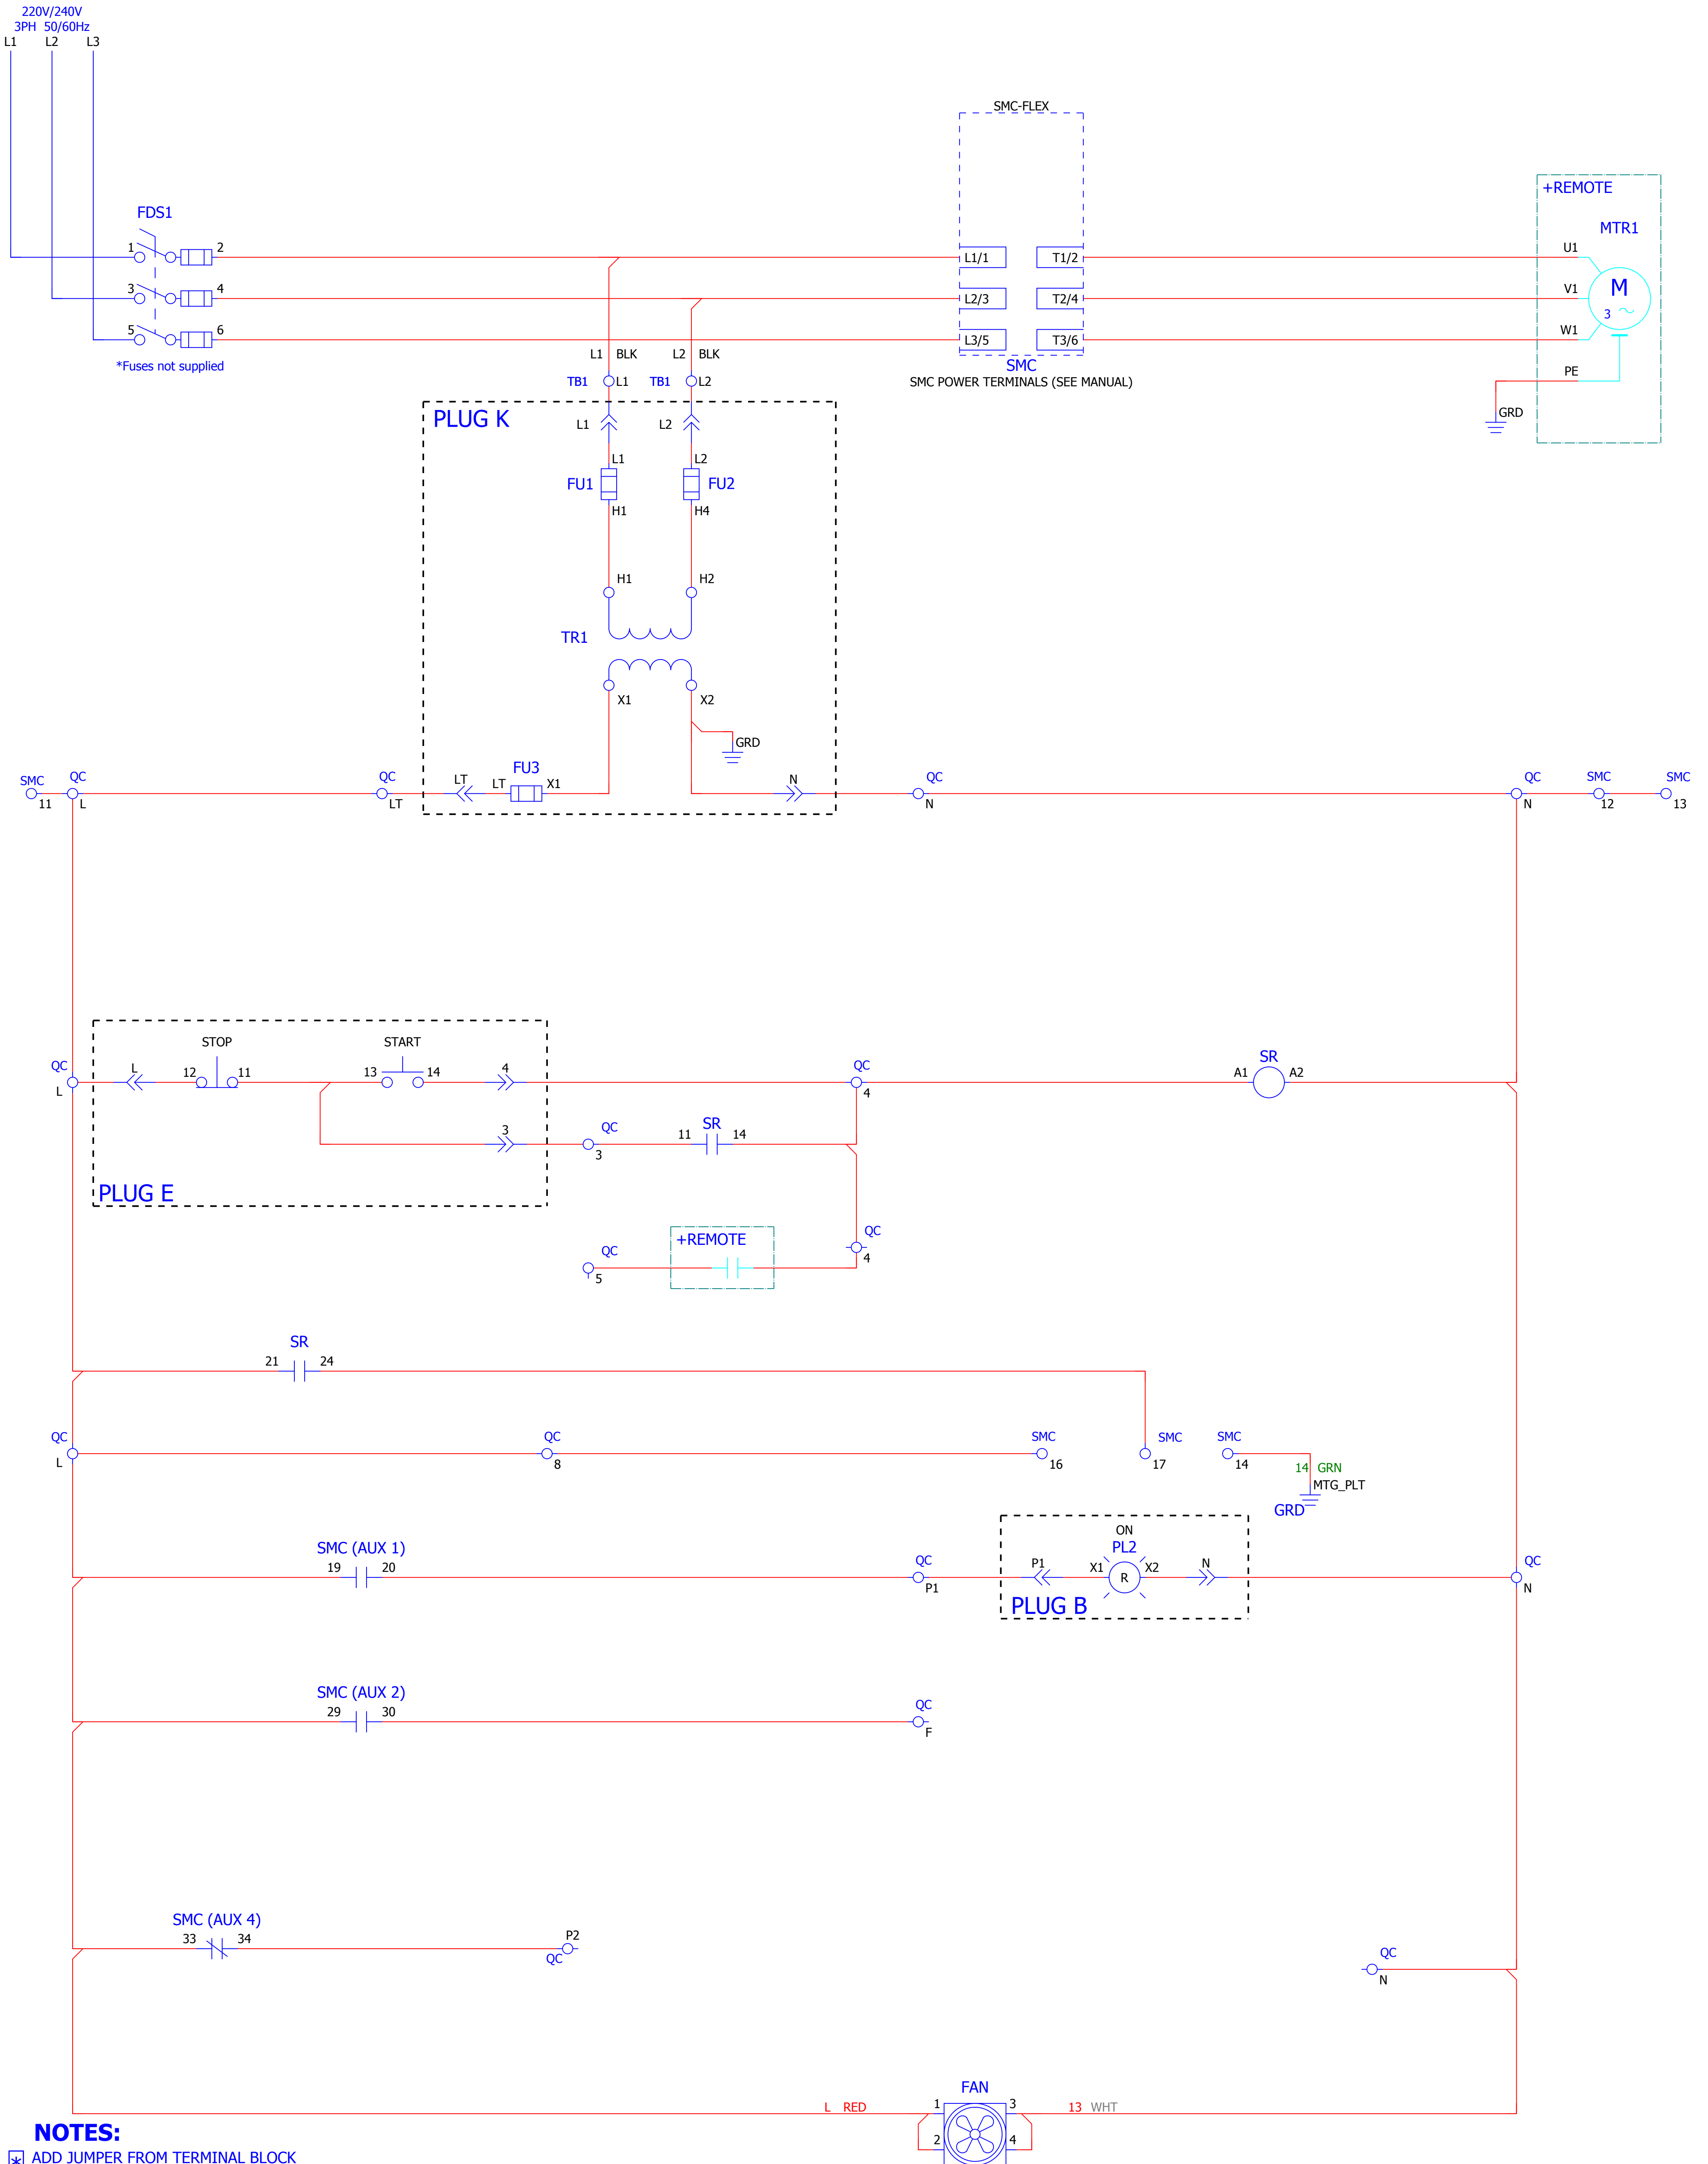 220V/240V
3PH 50/60Hz
L1 L2 L3
SMC-FLEX
+REMOTE
MTR1
FDS1
1 2
L1/1 T1/2
U1
3 4
L2/3 T2/4
V1
M
3
5 6
L3/5 T3/6
W1
*Fuses not supplied
SMC
SMC POWER TERMINALS (SEE MANUAL)
PE
GRD
L1 BLK L2 BLK
TB1 L1 TB1 L2
PLUG K
L1 L2
L1 L2
FU1 FU2
H1 H4
H1 H2
TR1
X1 X2
GRD
SMC QC QC LT LT FU3 X1 N QC QC SMC SMC
11 L LT N N 12 13
STOP START
QC L 12 11 13 14 4 QC SR
L 4 A1 A2
3 QC 11 SR 14
3
PLUG E
+REMOTE
QC QC
5 4
SR
21 24
QC QC SMC SMC SMC
L 8 16 17 14
14 GRN
MTG_PLT
GRD
ON
SMC (AUX 1) PL2
19 20 QC P1 X1 R X2 N QC
P1 N
PLUG B
SMC (AUX 2)
29 30 QC
F
SMC (AUX 4)
33 34 P2
QC QC
N
FAN
L RED 1 3 13 WHT
2 4
NOTES:
* ADD JUMPER FROM TERMINAL BLOCK